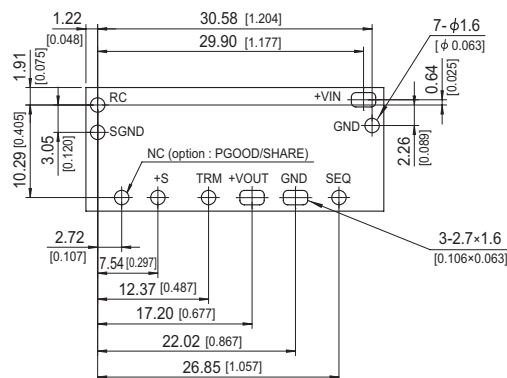 1.22
[0.048]
30.58 [1.204]
29.90 [1.177]
7- ϕ1.6
[ϕ 0.063]
1.91
[0.075]
0.64
[0.025]
RC
+VIN
SGND
GND
10.29 [0.405]
3.05
[0.120]
2.26
[0.089]
NC (option : PGOOD/SHARE)
+S
TRM
+VOUT
GND
SEQ
2.72
[0.107]
3-2.7×1.6
[0.106×0.063]
7.54 [0.297]
12.37 [0.487]
17.20 [0.677]
22.02 [0.867]
26.85 [1.057]